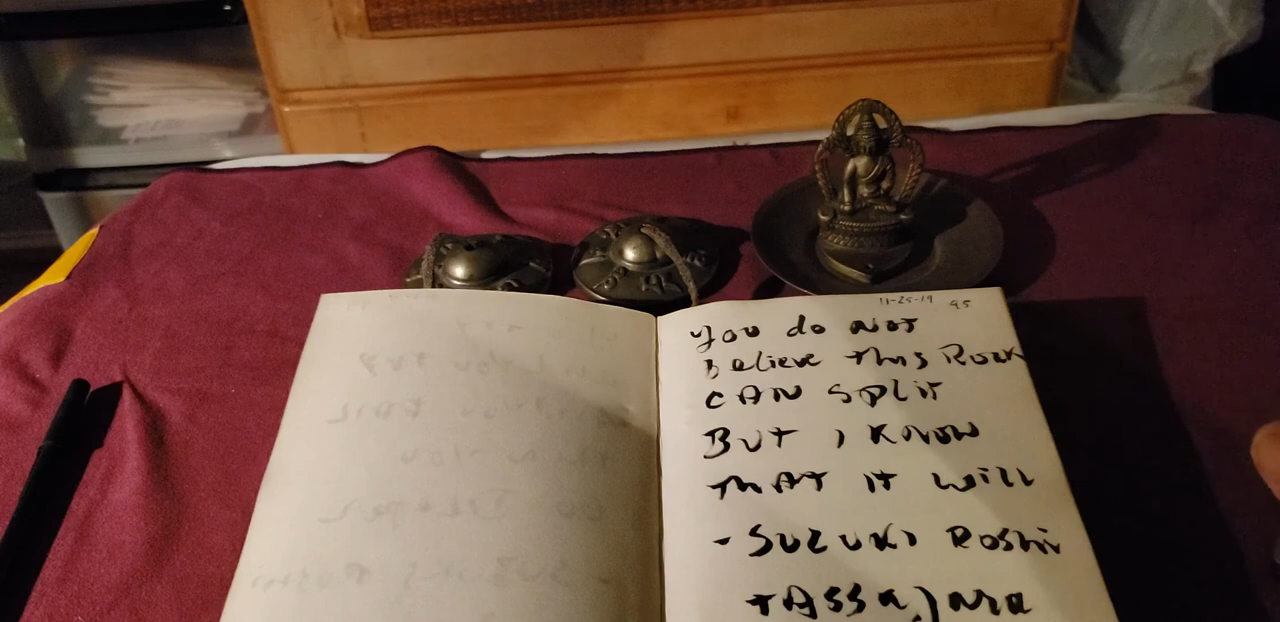 11-25-19 95
you do not
Believe this Rock
CAN split
BUT I KNOW
THAT IT WILL
- SUZUKI ROSHI
TASSAJARA